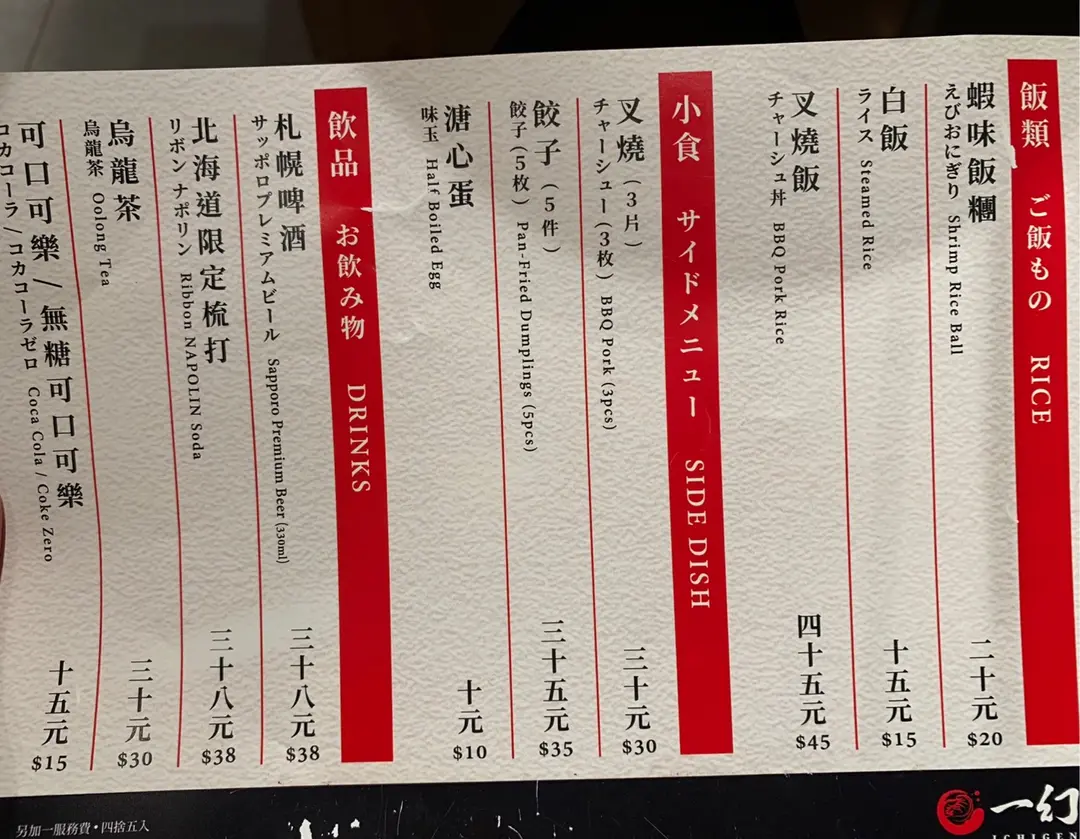 飯類 ご飯もの RICE
蝦味飯糰
えびおにぎり Shrimp Rice Ball
二十元
$20
白飯
ライス Steamed Rice
十五元
$15
叉燒飯
チャーシュ丼 BBQ Pork Rice
四十五元
$45
小食 サイドメニュー SIDE DISH
叉燒(3片)
チャーシュー(3枚) BBQ Pork (3pcs)
三十元
$30
餃子(5件)
餃子(5枚) Pan-Fried Dumplings (5pcs)
三十五元
$35
溏心蛋
味玉 Half Boiled Egg
十元
$10
飲品 お飲み物 DRINKS
札幌啤酒
サッポロプレミアムビール Sapporo Premium Beer (330ml)
三十八元
$38
北海道限定梳打
リボンナポリン Ribbon NAPOLIN Soda
三十八元
$38
烏龍茶
烏龍茶 Oolong Tea
三十元
$30
可口可樂/無糖可口可樂
コカコーラ/コカコーラゼロ Coca Cola / Coke Zero
十五元
$15
另加一服務費・四捨五入
一幻
ICHIGEN